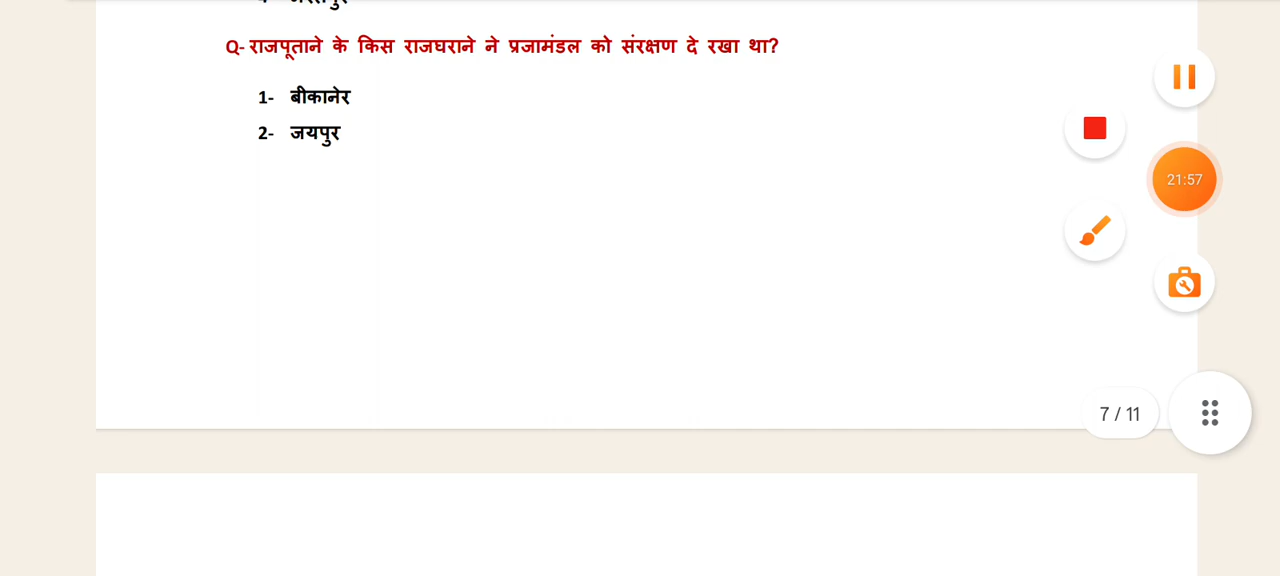 Q- राजपूताने के किस राजघराने ने प्रजामंडल को संरक्षण दे रखा था?
1- बीकानेर
2- जयपुर
21:57
7 / 11